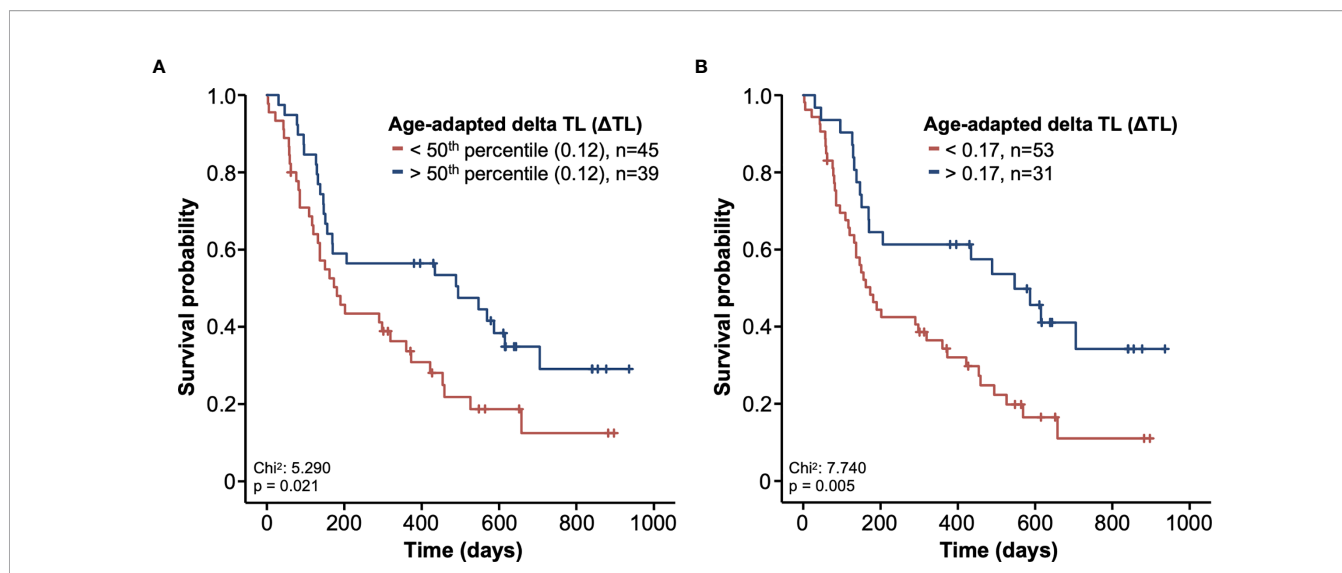 A
Survival probability
1.0
0.8
0.6
0.4
0.2
0
Age-adapted delta TL (ΔTL)
< 50th percentile (0.12), n=45
> 50th percentile (0.12), n=39
Chi²: 5.290
p = 0.021
0 200 400 600 800 1000
Time (days)
B
Survival probability
1.0
0.8
0.6
0.4
0.2
0
Age-adapted delta TL (ΔTL)
< 0.17, n=53
> 0.17, n=31
Chi²: 7.740
p = 0.005
0 200 400 600 800 1000
Time (days)